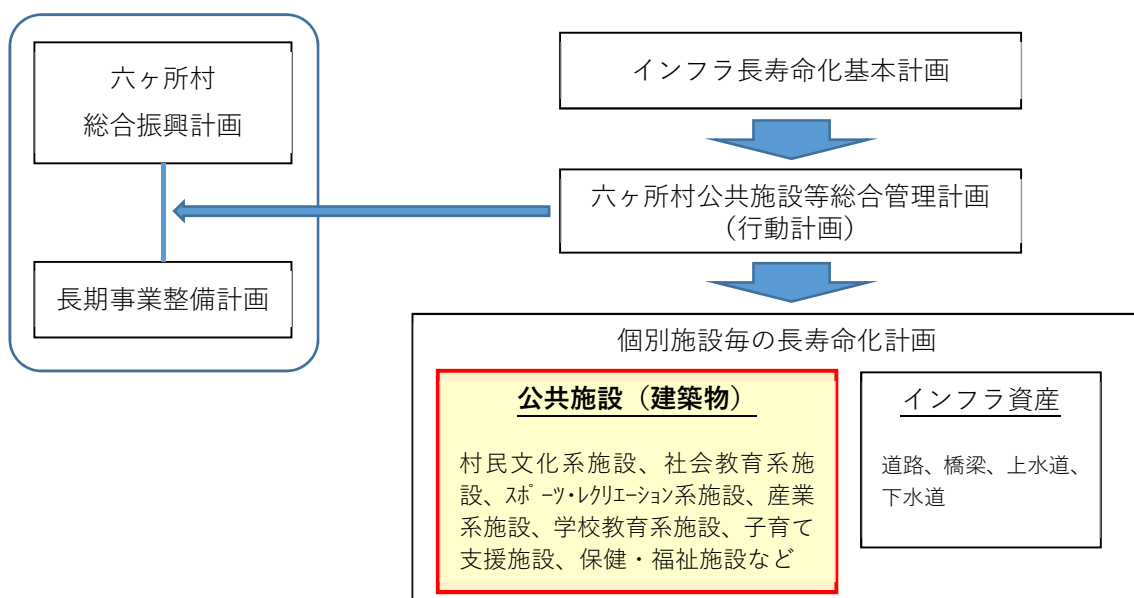 六ヶ所村
総合振興計画
長期事業整備計画
インフラ長寿命化基本計画
六ヶ所村公共施設等総合管理計画
（行動計画）
個別施設毎の長寿命化計画
公共施設（建築物）
村民文化系施設、社会教育系施
設、ｽﾎﾟｰﾂ・ﾚｸﾘｴｰｼｮﾝ系施設、産業
系施設、学校教育系施設、子育て
支援施設、保健・福祉施設など
インフラ資産
道路、橋梁、上水道、
下水道